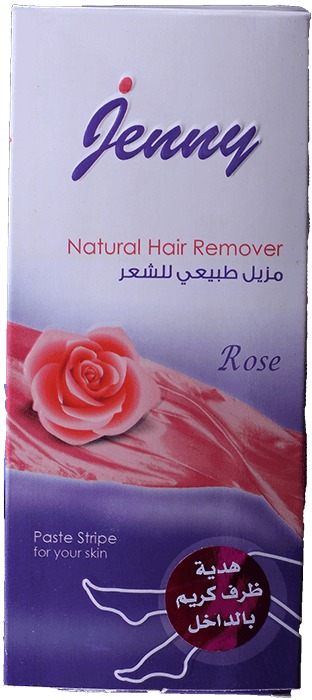 Jenny
Natural Hair Remover
مزيل طبيعي للشعر
Rose
Paste Stripe
for your skin
هدية
ظرف كريم
بالداخل